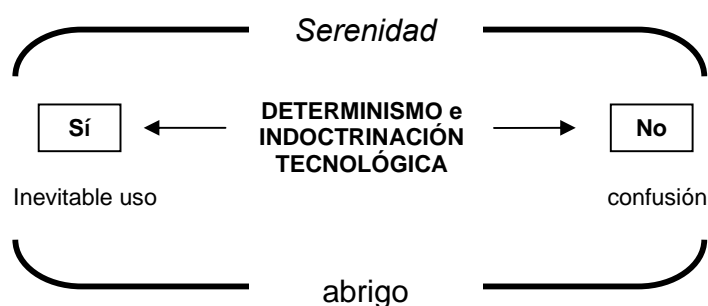 Serenidad
Sí
DETERMINISMO e
INDOCTRINACIÓN
TECNOLÓGICA
No
Inevitable uso
confusión
abrigo